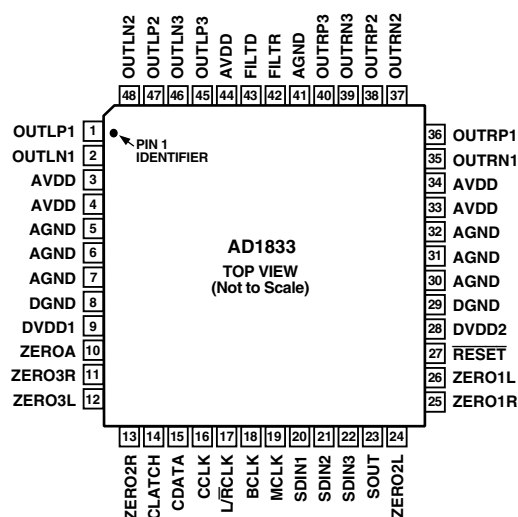 OUTLN2
OUTLP2
OUTLN3
OUTLP3
AVDD
FILTD
FILTR
AGND
OUTRP3
OUTRN3
OUTRP2
OUTRN2
48 47 46 45 44 43 42 41 40 39 38 37
OUTLP1 1
OUTLN1 2
AVDD 3
AVDD 4
AGND 5
AGND 6
AGND 7
DGND 8
DVDD1 9
ZEROA 10
ZERO3R 11
ZERO3L 12
PIN 1
IDENTIFIER
AD1833
TOP VIEW
(Not to Scale)
36 OUTRP1
35 OUTRN1
34 AVDD
33 AVDD
32 AGND
31 AGND
30 AGND
29 DGND
28 DVDD2
27 RESET
26 ZERO1L
25 ZERO1R
13 14 15 16 17 18 19 20 21 22 23 24
ZERO2R
CLATCH
CDATA
CCLK
L/RCLK
BCLK
MCLK
SDIN1
SDIN2
SDIN3
SOUT
ZERO2L